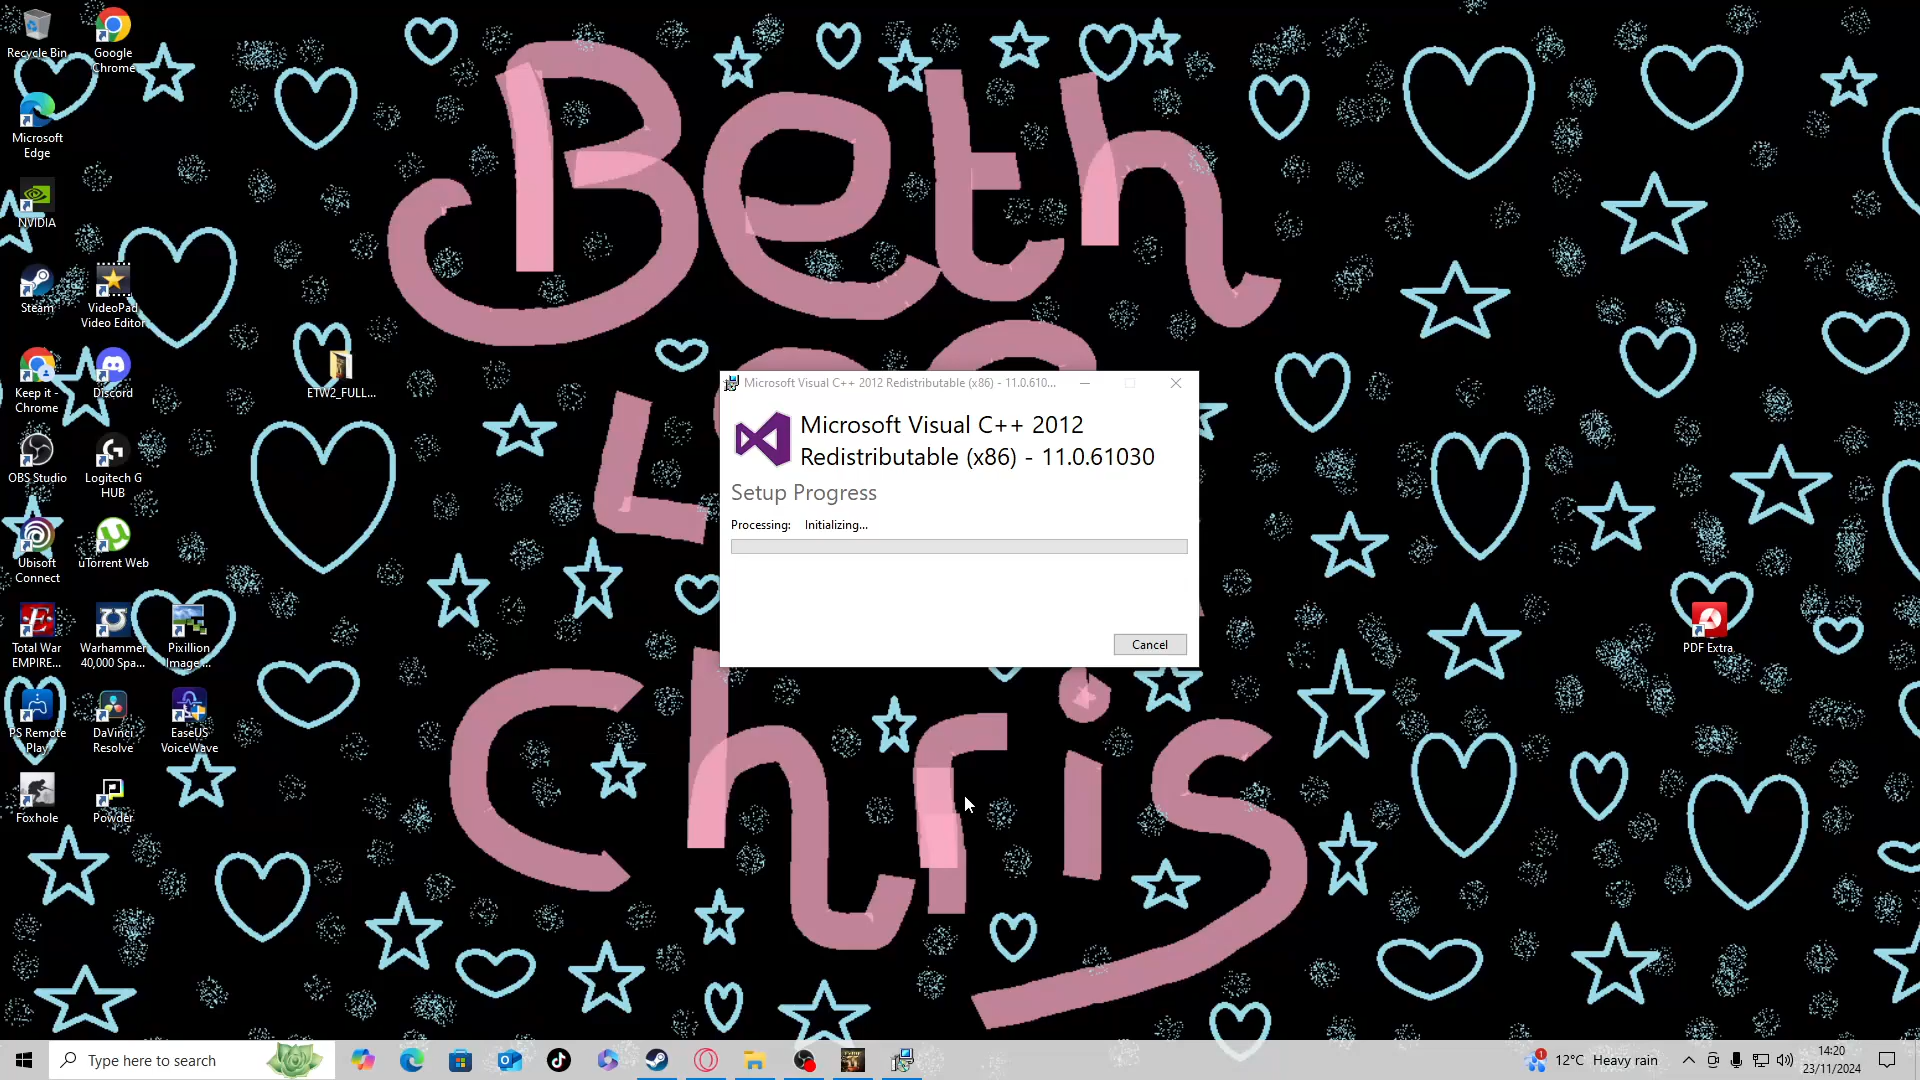 Recycle Bin
Google
Chrome
Microsoft
Edge
NVIDIA
Steam
VideoPad
Video Editor
Keep it -
Chrome
Discord
ETW2_FULL...
OBS Studio
Logitech G
HUB
Ubisoft
Connect
uTorrent Web
Total War
EMPIRE...
Warhammer
40,000 Spa...
Pixillion
Image ...
PS Remote
Play
DaVinci
Resolve
EaseUS
VoiceWave
Foxhole
Powder
PDF Extra
Beth
Chris
Microsoft Visual C++ 2012 Redistributable (x86) - 11.0.610...
Microsoft Visual C++ 2012
Redistributable (x86) - 11.0.61030
Setup Progress
Processing: Initializing...
Cancel
Type here to search
1
12°C Heavy rain
14:20
23/11/2024